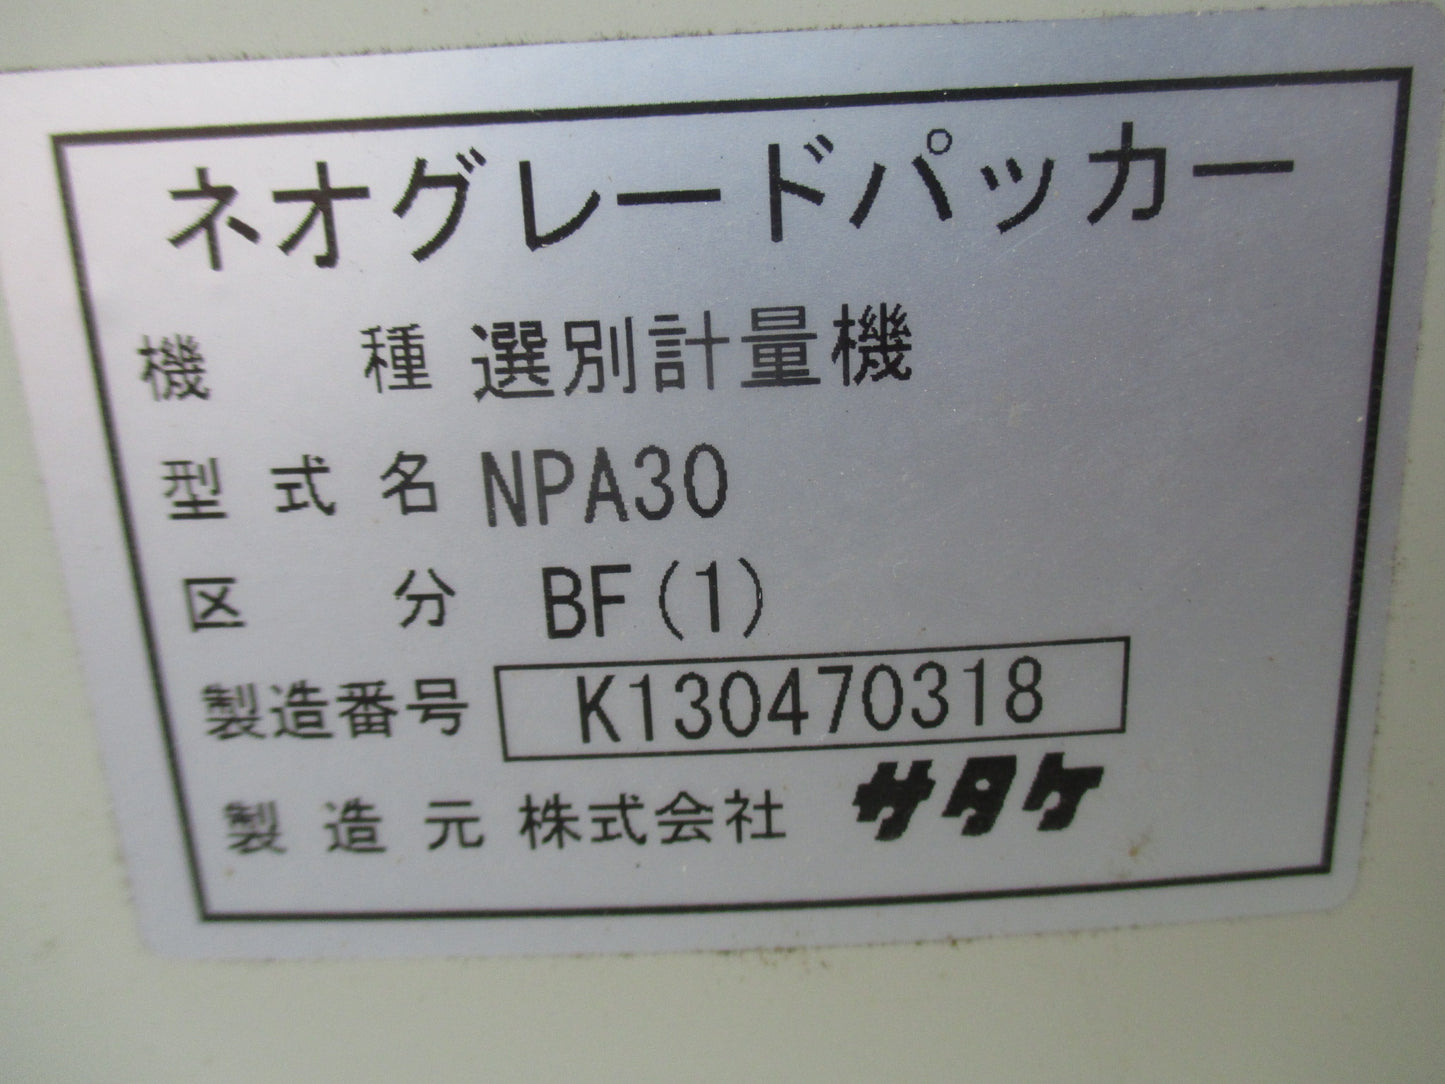 ネオグレードパッカー
機種 選別計量機
型式名 NPA30
区分 BF(1)
製造番号 K130470318
製造元 株式会社 サタケ